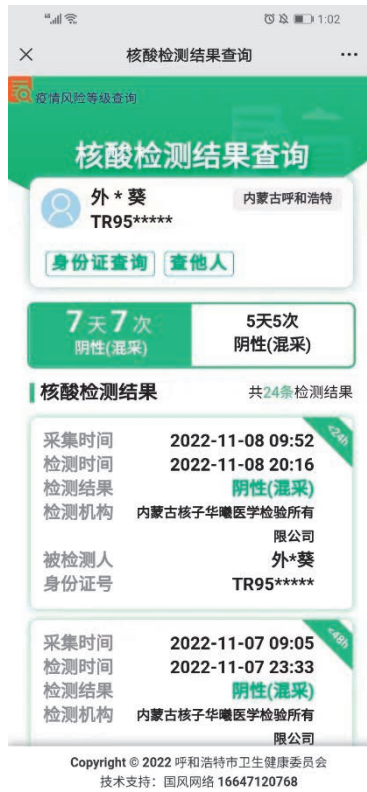 1:02
核酸检测结果查询
疫情风险等级查询
核酸检测结果查询
外 * 葵
内蒙古呼和浩特
TR95*****
身份证查询 查他人
7天7次
阴性(混采)
5天5次
阴性(混采)
核酸检测结果 共24条检测结果
<24h
采集时间 2022-11-08 09:52
检测时间 2022-11-08 20:16
检测结果 阴性(混采)
检测机构 内蒙古核子华曦医学检验所有
限公司
被检测人 外*葵
身份证号 TR95*****
<48h
采集时间 2022-11-07 09:05
检测时间 2022-11-07 23:33
检测结果 阴性(混采)
检测机构 内蒙古核子华曦医学检验所有
限公司
Copyright © 2022 呼和浩特市卫生健康委员会
技术支持：国风网络 16647120768